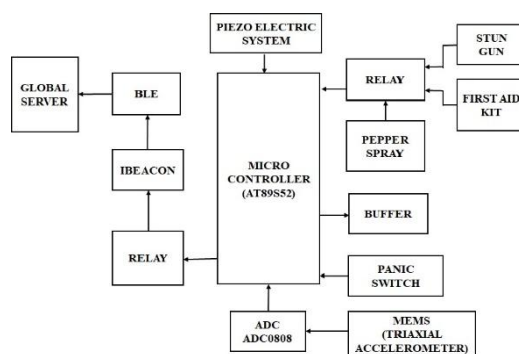 PIEZO ELECTRIC
SYSTEM
STUN
GUN
GLOBAL
SERVER
BLE
RELAY
FIRST AID
KIT
PEPPER
SPRAY
IBEACON
MICRO
CONTROLLER
(AT89S52)
BUFFER
RELAY
PANIC
SWITCH
ADC
ADC0808
MEMS
(TRIAXIAL
ACCELEROMETER)